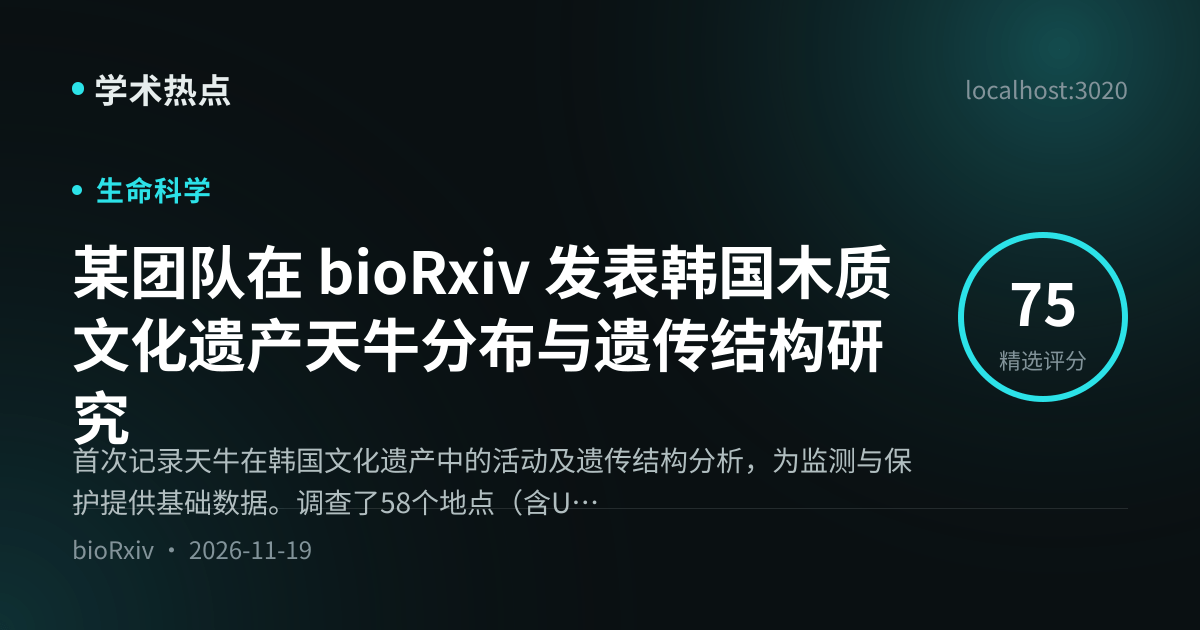 学术热点
localhost:3020
生命科学
某团队在 bioRxiv 发表韩国木质
文化遗产天牛分布与遗传结构研
究
75
精选评分
首次记录天牛在韩国文化遗产中的活动及遗传结构分析，为监测与保
护提供基础数据。调查了58个地点（含U…
bioRxiv · 2026-11-19